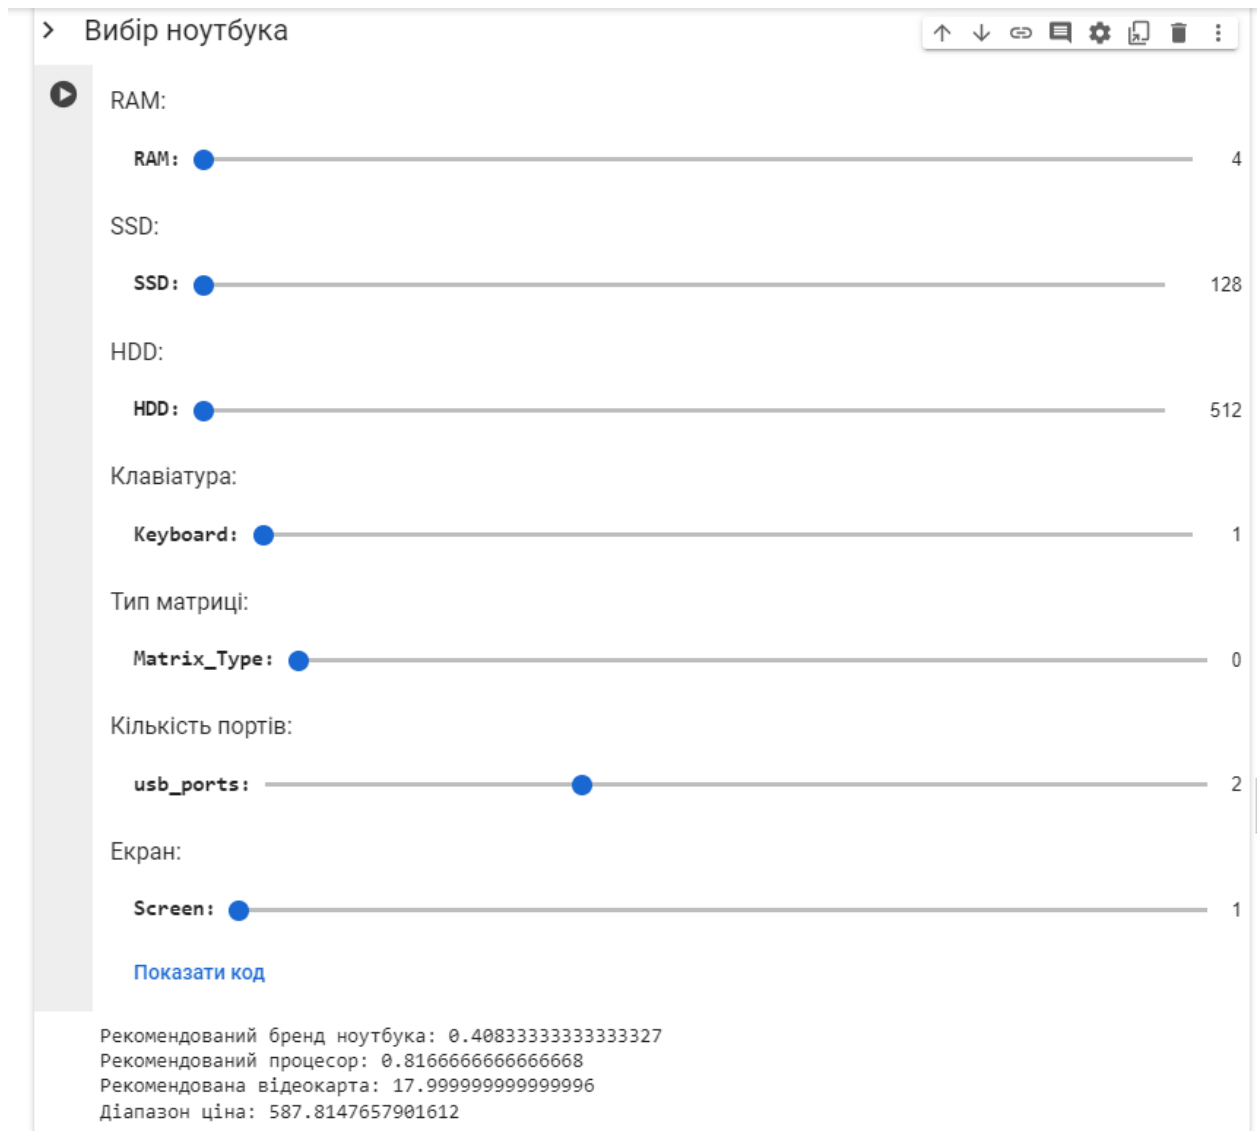 Вибір ноутбука
RAM:
RAM: 4
SSD:
SSD: 128
HDD:
HDD: 512
Клавіатура:
Keyboard: 1
Тип матриці:
Matrix_Type: 0
Кількість портів:
usb_ports: 2
Екран:
Screen: 1
Показати код
Рекомендований бренд ноутбука: 0.40833333333333327
Рекомендований процесор: 0.8166666666666668
Рекомендована відеокарта: 17.999999999999996
Діапазон ціна: 587.8147657901612